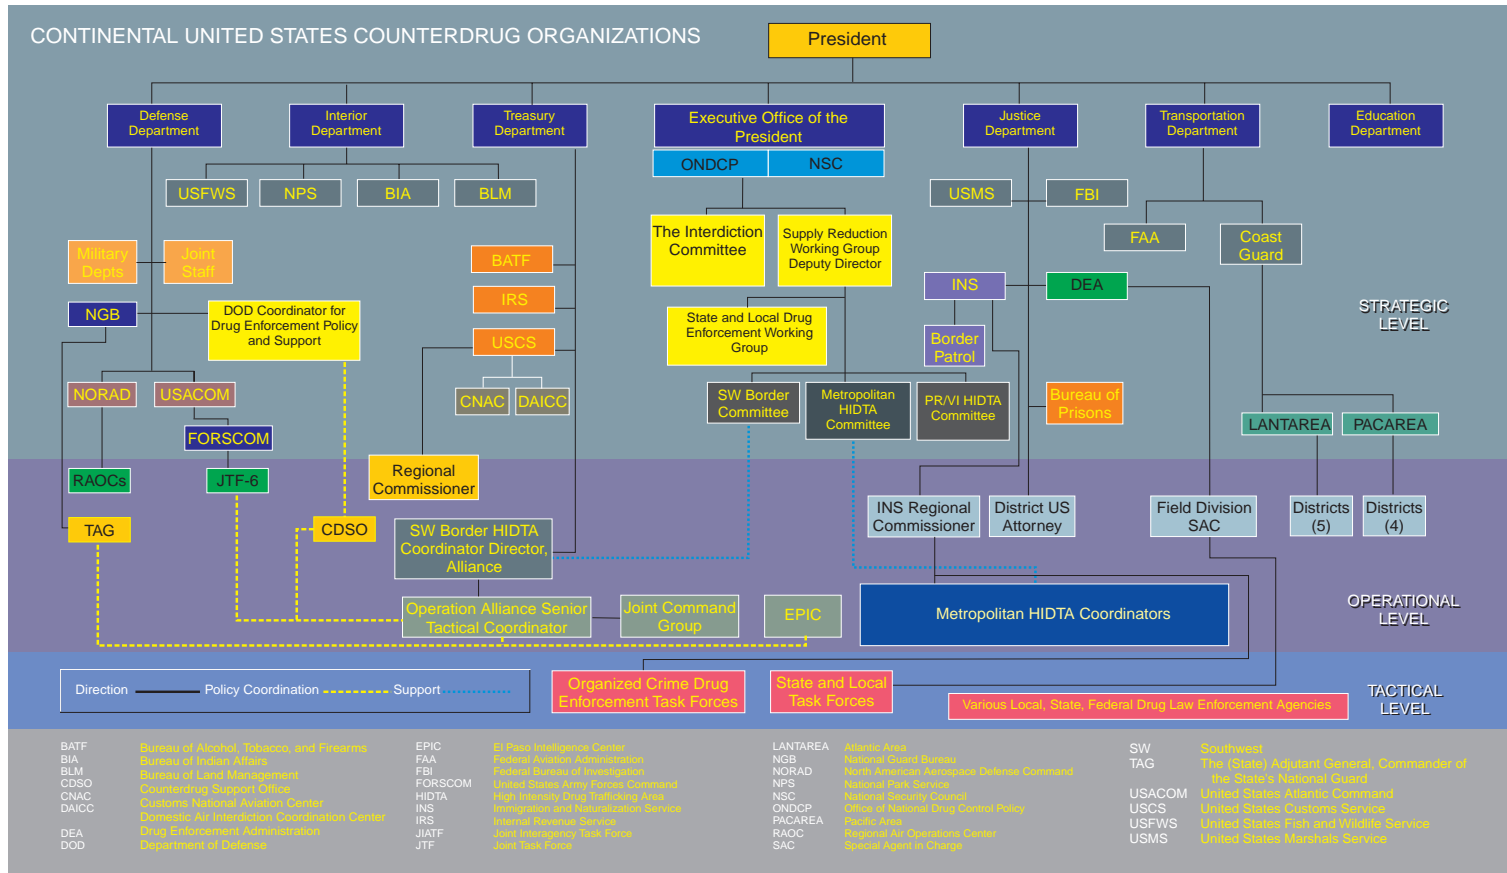 CONTINENTAL UNITED STATES COUNTERDRUG ORGANIZATIONS
President
Defense
Department
Interior
Department
Treasury
Department
Executive Office of the
President
Justice
Department
Transportation
Department
Education
Department
ONDCP
NSC
USFWS
NPS
BIA
BLM
USMS
FBI
The Interdiction
Committee
Supply Reduction
Working Group
Deputy Director
FAA
Coast
Guard
Military
Depts
Joint
Staff
BATF
INS
DEA
IRS
NGB
DOD Coordinator for
Drug Enforcement Policy
and Support
State and Local Drug
Enforcement Working
Group
STRATEGIC
LEVEL
USCS
Border
Patrol
NORAD
USACOM
CNAC
DAICC
SW Border
Committee
Metropolitan
HIDTA
Committee
PR/VI HIDTA
Committee
Bureau of
Prisons
LANTAREA
PACAREA
FORSCOM
RAOCs
JTF-6
Regional
Commissioner
INS Regional
Commissioner
District US
Attorney
Field Division
SAC
Districts
(5)
Districts
(4)
TAG
CDSO
SW Border HIDTA
Coordinator Director,
Alliance
Operation Alliance Senior
Tactical Coordinator
Joint Command
Group
EPIC
Metropolitan HIDTA Coordinators
OPERATIONAL
LEVEL
Direction
Policy Coordination
Support
Organized Crime Drug
Enforcement Task Forces
State and Local
Task Forces
Various Local, State, Federal Drug Law Enforcement Agencies
TACTICAL
LEVEL
BATF Bureau of Alcohol, Tobacco, and Firearms
BIA Bureau of Indian Affairs
BLM Bureau of Land Management
CDSO Counterdrug Support Office
CNAC Customs National Aviation Center
DAICC Domestic Air Interdiction Coordination Center
DEA Drug Enforcement Administration
DOD Department of Defense
EPIC El Paso Intelligence Center
FAA Federal Aviation Administration
FBI Federal Bureau of Investigation
FORSCOM United States Army Forces Command
HIDTA High Intensity Drug Trafficking Area
INS Immigration and Naturalization Service
IRS Internal Revenue Service
JIATF Joint Interagency Task Force
JTF Joint Task Force
LANTAREA Atlantic Area
NGB National Guard Bureau
NORAD North American Aerospace Defense Command
NPS National Park Service
NSC National Security Council
ONDCP Office of National Drug Control Policy
PACAREA Pacific Area
RAOC Regional Air Operations Center
SAC Special Agent in Charge
SW Southwest
TAG The (State) Adjutant General, Commander of
the State's National Guard
USACOM United States Atlantic Command
USCS United States Customs Service
USFWS United States Fish and Wildlife Service
USMS United States Marshals Service